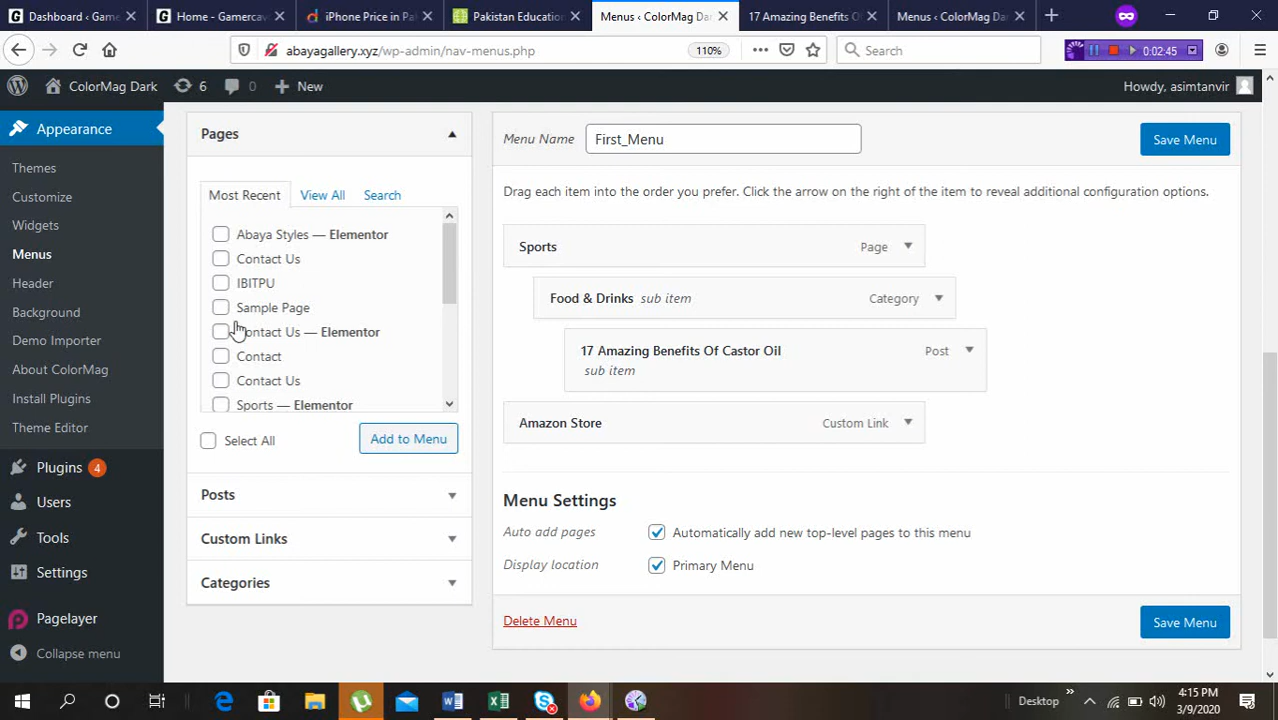 Dashboard ‹ Game
Home - Gamercav
iPhone Price in Pa
Pakistan Education
Menus ‹ ColorMag Dar
17 Amazing Benefits O
Menus ‹ ColorMag Da
abayagallery.xyz/wp-admin/nav-menus.php
110%
Search
0:02:45
ColorMag Dark
6
0
New
Howdy, asimtanvir
Appearance
Themes
Customize
Widgets
Menus
Header
Background
Demo Importer
About ColorMag
Install Plugins
Theme Editor
Plugins 4
Users
Tools
Settings
Pagelayer
Collapse menu
Pages
Most Recent
View All
Search
Abaya Styles — Elementor
Contact Us
IBITPU
Sample Page
Contact Us — Elementor
Contact
Contact Us
Sports — Elementor
Select All
Add to Menu
Posts
Custom Links
Categories
Menu Name
First_Menu
Save Menu
Drag each item into the order you prefer. Click the arrow on the right of the item to reveal additional configuration options.
Sports
Page
Food & Drinks sub item
Category
17 Amazing Benefits Of Castor Oil
Post
sub item
Amazon Store
Custom Link
Menu Settings
Auto add pages
Automatically add new top-level pages to this menu
Display location
Primary Menu
Delete Menu
Save Menu
Desktop
4:15 PM
3/9/2020